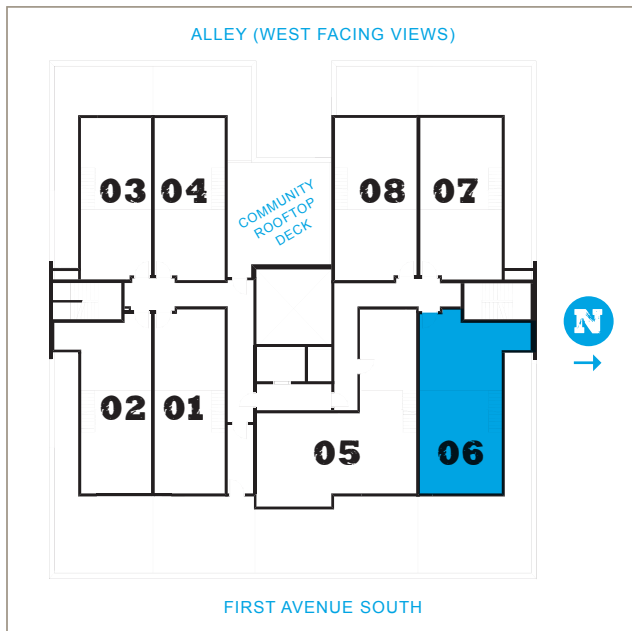 ALLEY (WEST FACING VIEWS)
03 04 08 07
COMMUNITY
ROOFTOP
DECK
N
02 01 05 06
FIRST AVENUE SOUTH